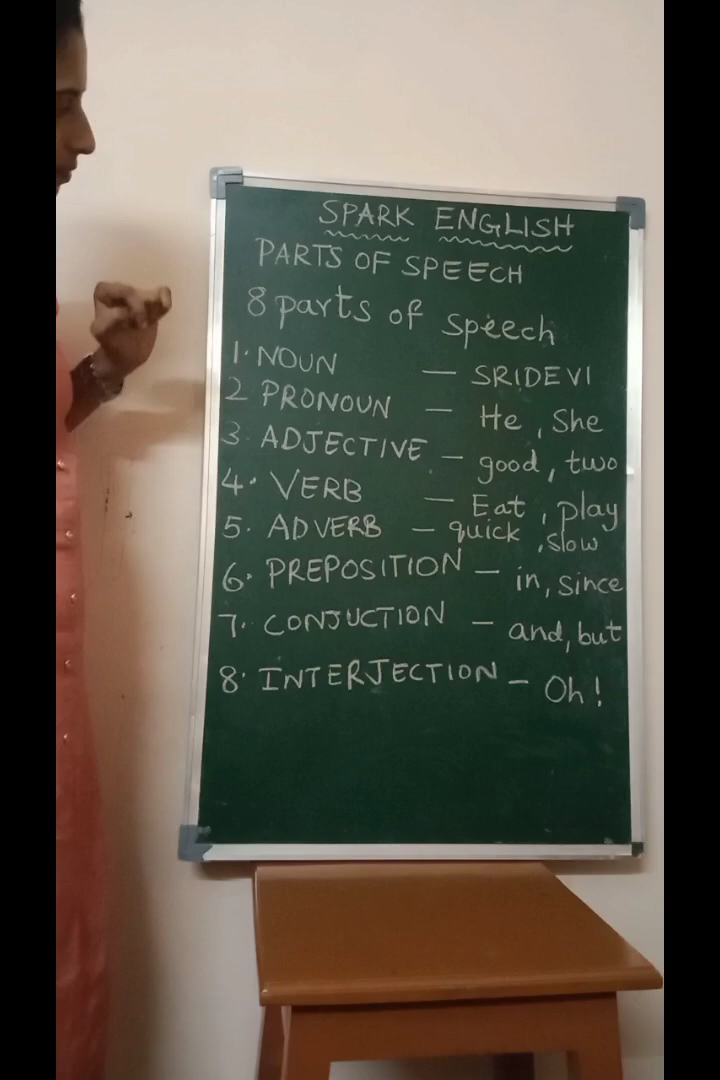 SPARK ENGLISH
PARTS OF SPEECH
8 parts of speech
1. NOUN — SRIDEVI
2 PRONOUN — He, She
3. ADJECTIVE — good, two
4. VERB — Eat, play
5. ADVERB — quick, slow
6. PREPOSITION — in, since
7. CONJUCTION — and, but
8. INTERJECTION — Oh!